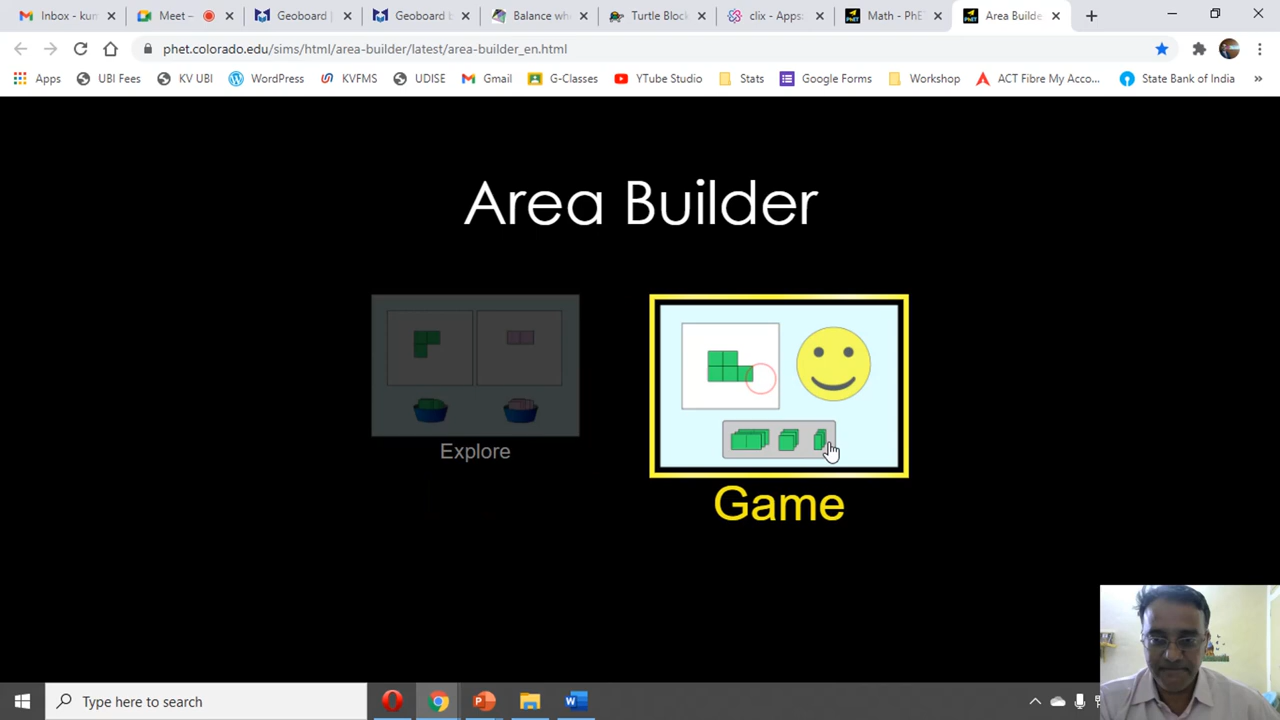 Inbox - kum
Meet -
Geoboard
Geoboard b
Balance wh
Turtle Block
clix - Apps
Math - PhE
Area Builde
phet.colorado.edu/sims/html/area-builder/latest/area-builder_en.html
Apps UBI Fees KV UBI WordPress KVFMS UDISE Gmail G-Classes YTube Studio Stats Google Forms Workshop ACT Fibre My Acco... State Bank of India »
Area Builder
Explore
Game
Type here to search